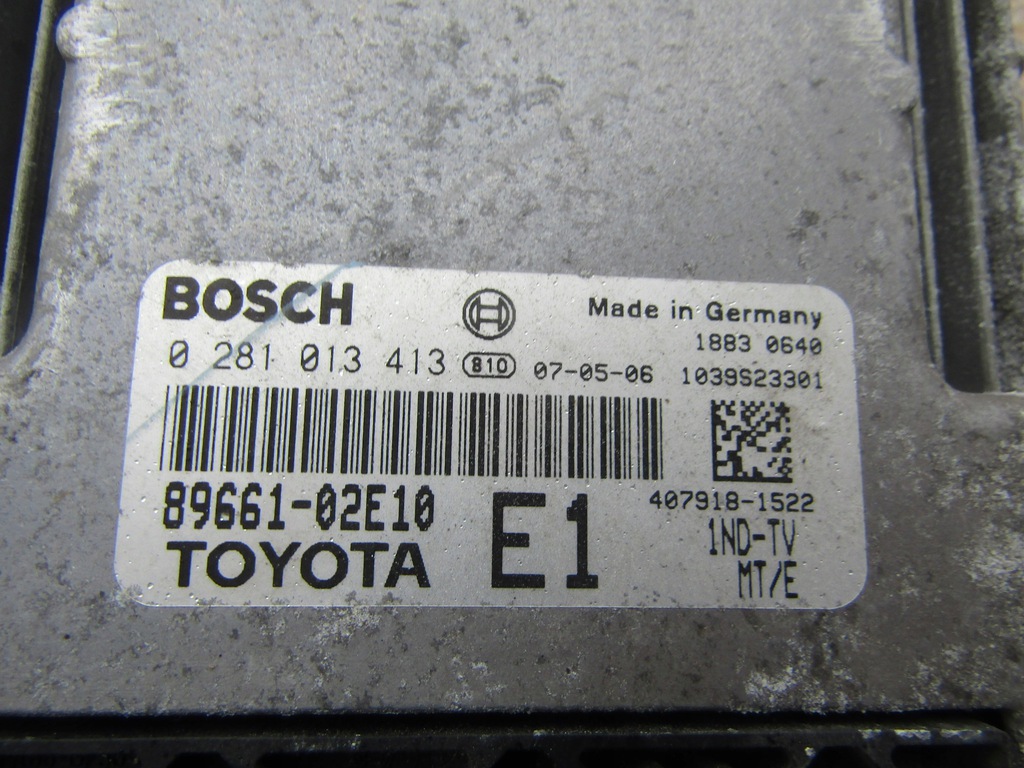 BOSCH
Made in Germany
1883 0640
0 281 013 413 810 07-05-06 1039S23301
89661-02E10
E1
407918-1522
TOYOTA
1ND-TV
MT/E